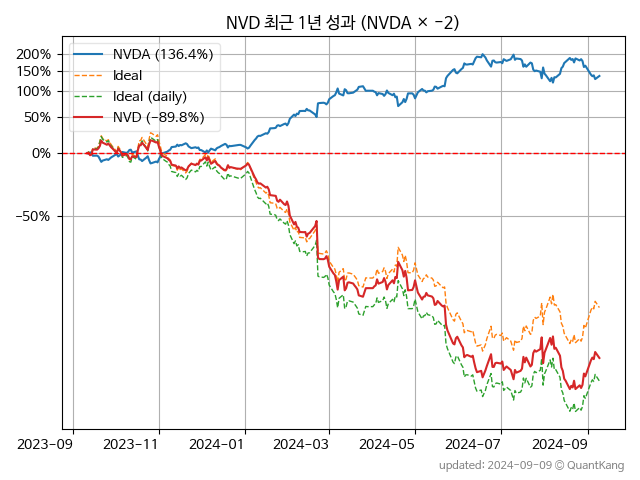 NVD 최근 1년 성과 (NVDA × −2)
200%
150%
100%
50%
0%
−50%
NVDA (136.4%)
Ideal
Ideal (daily)
NVD (−89.8%)
2023-09
2023-11
2024-01
2024-03
2024-05
2024-07
2024-09
updated: 2024-09-09 © QuantKang